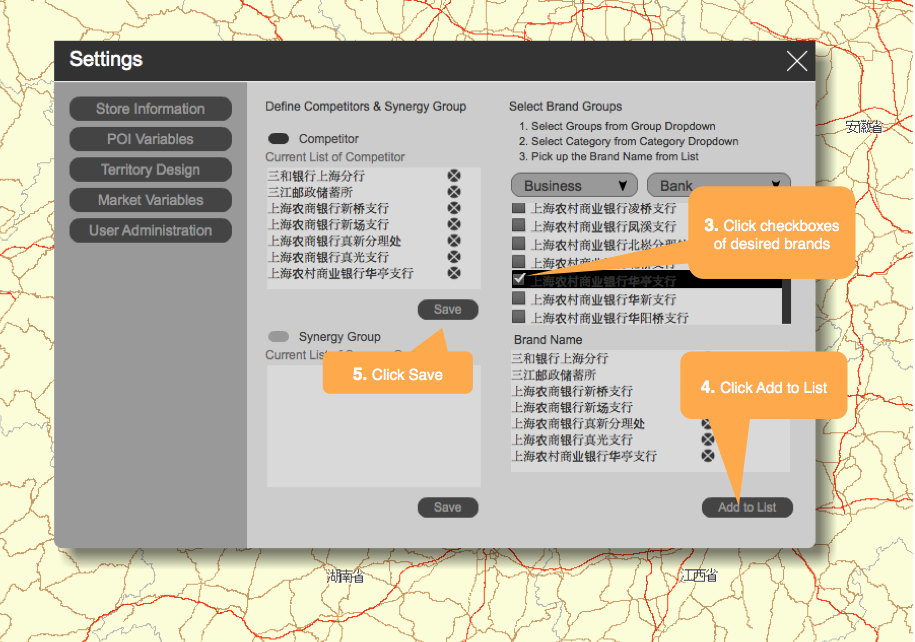 Settings
安徽省
Store Information
POI Variables
Territory Design
Market Variables
User Administration
Define Competitors & Synergy Group
Competitor
Current List of Competitor
三和银行上海分行
三江邮政储蓄所
上海农商银行新桥支行
上海农商银行新场支行
上海农商银行真新分理处
上海农商银行真光支行
上海农村商业银行华亭支行
Save
Synergy Group
Current List
5. Click Save
Save
Select Brand Groups
1. Select Groups from Group Dropdown
2. Select Category from Category Dropdown
3. Pick up the Brand Name from List
Business
Bank
上海农村商业银行凌桥支行
上海农村商业银行凤溪支行
上海农村商业银行北崧分理
上海农村商业
上海农村商业银行华亭支行
上海农村商业银行华新支行
上海农村商业银行华阳桥支行
3. Click checkboxes
of desired brands
Brand Name
三和银行上海分行
三江邮政储蓄所
上海农商银行新桥支行
上海农商银行新场支行
上海农商银行真新分理处
上海农商银行真光支行
上海农村商业银行华亭支行
4. Click Add to List
Add to List
湖南省
江西省